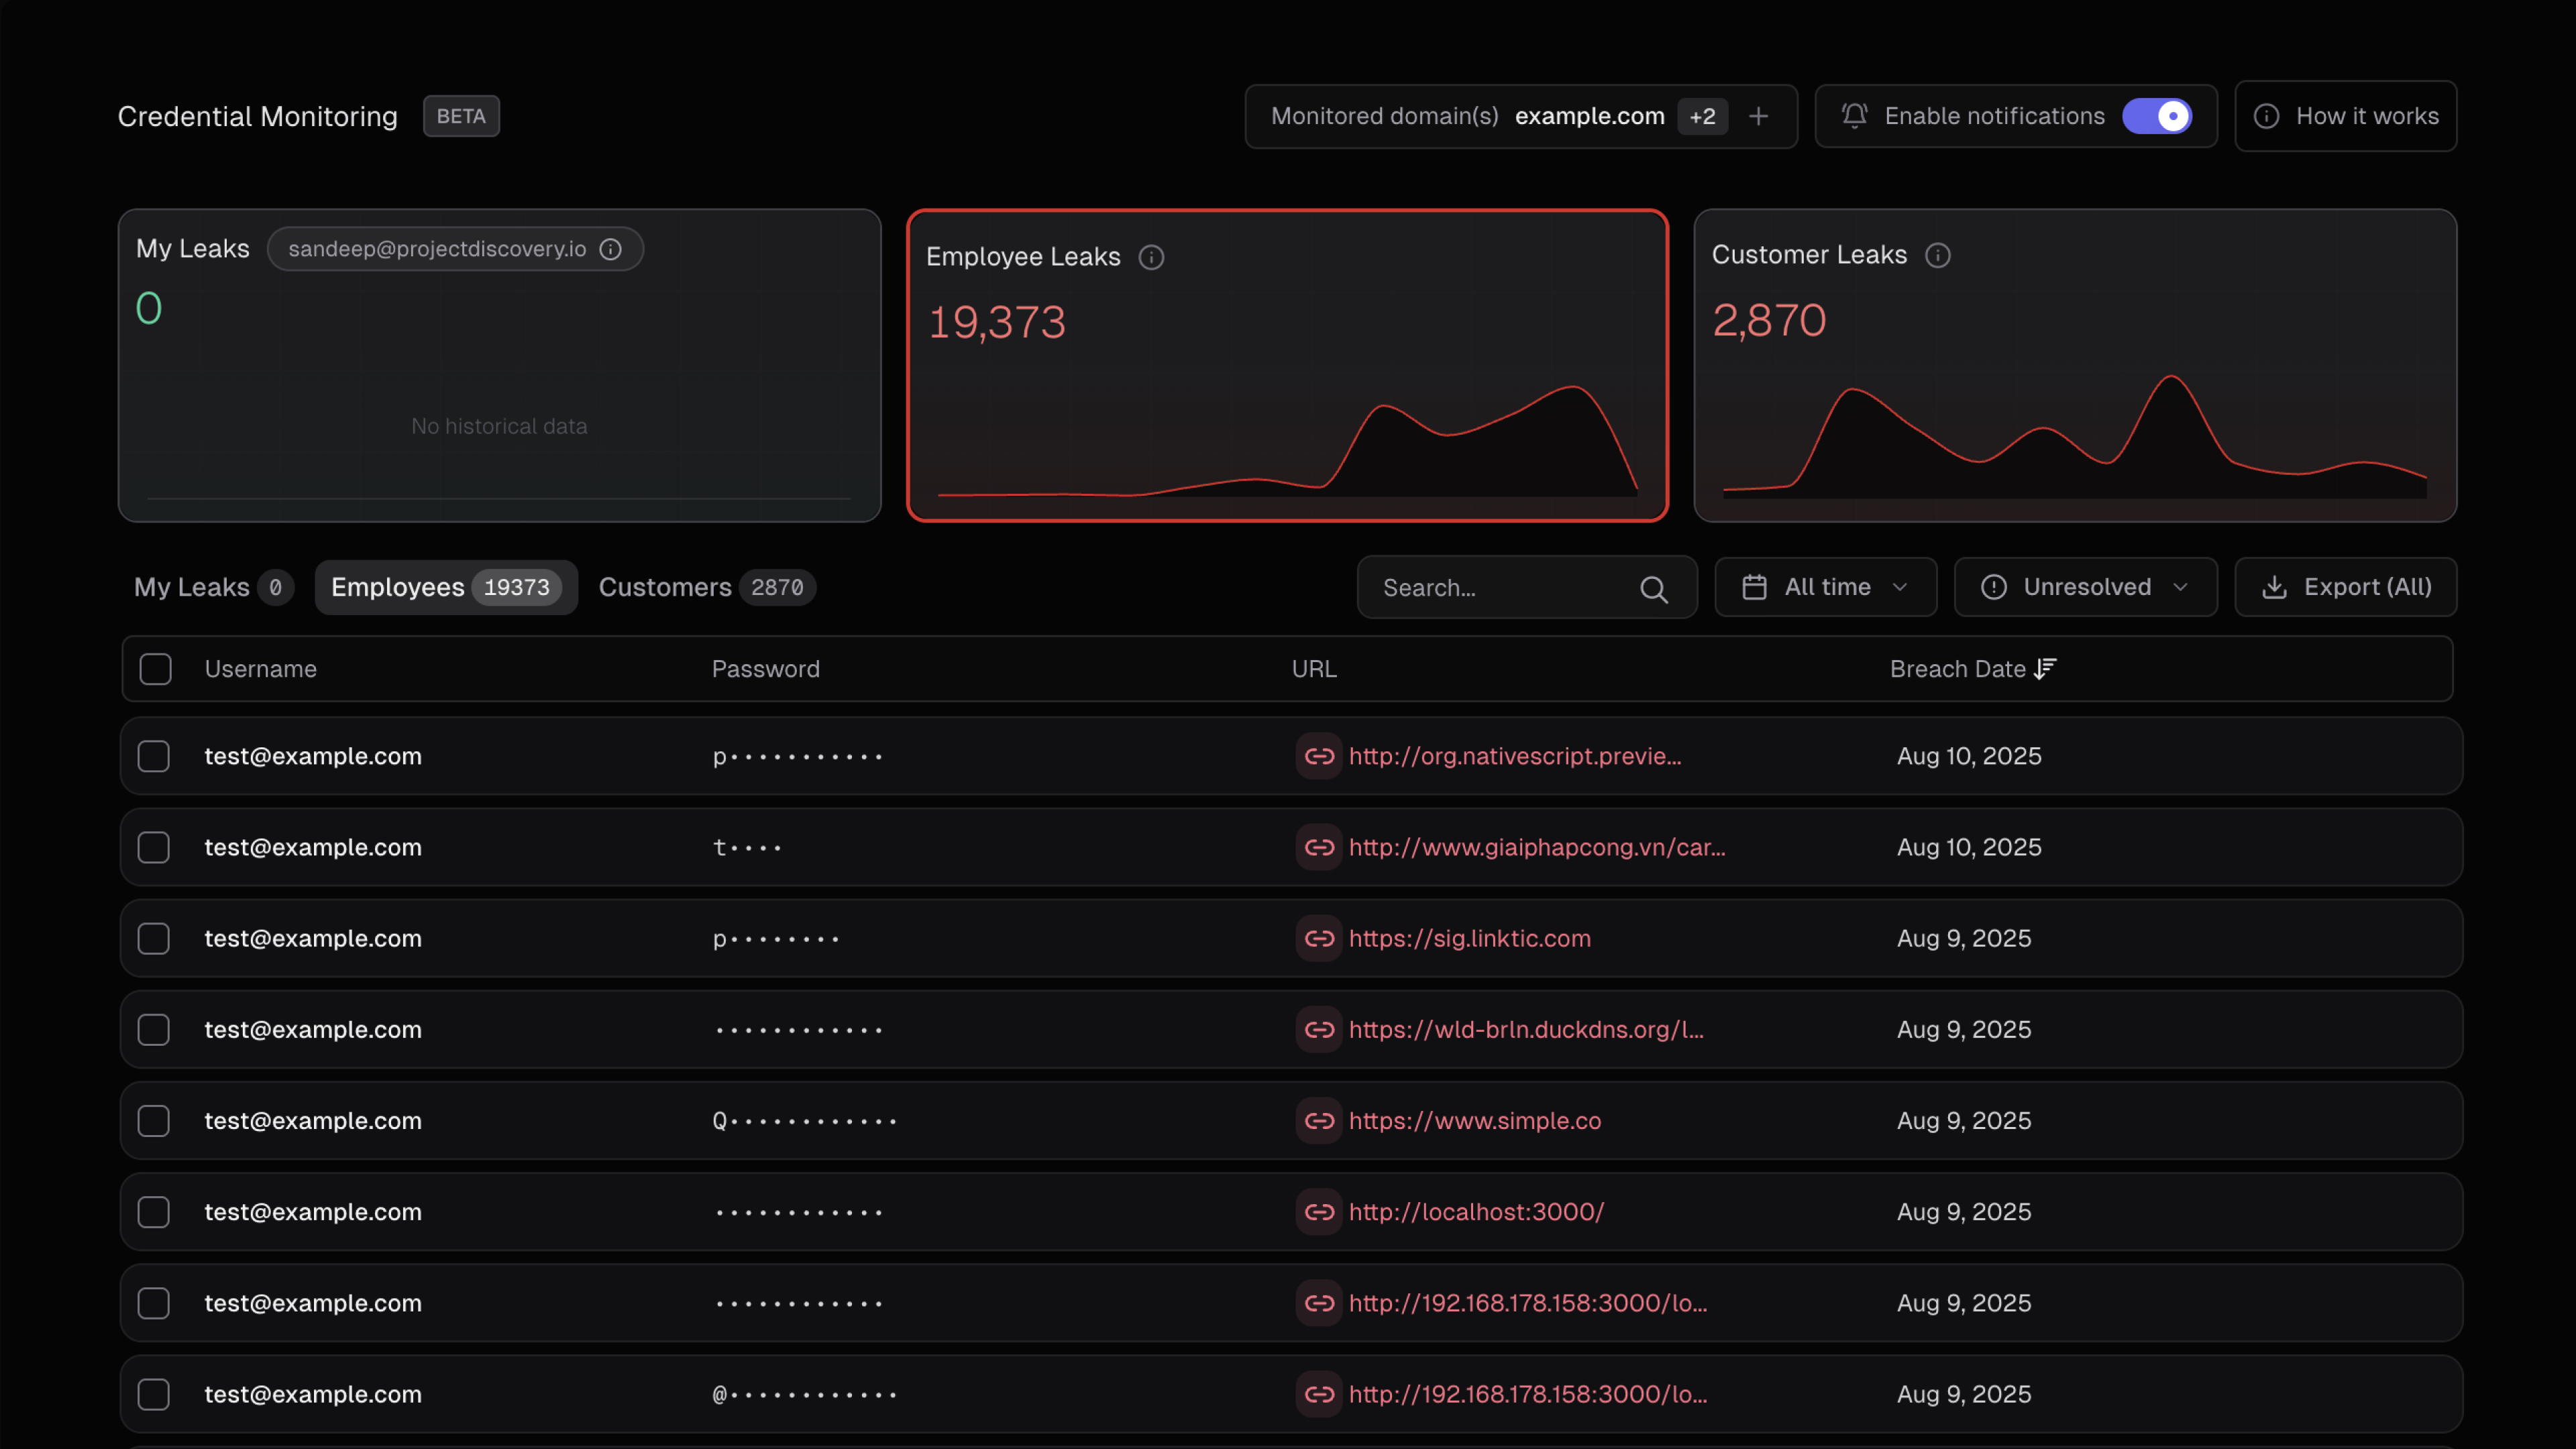 Credential Monitoring BETA
Monitored domain(s) example.com +2 +
Enable notifications
How it works
My Leaks sandeep@projectdiscovery.io
0
No historical data
Employee Leaks
19,373
Customer Leaks
2,870
My Leaks 0 Employees 19373 Customers 2870
Search...
All time
Unresolved
Export (All)
Username Password URL Breach Date
test@example.com p••••••••••• http://org.nativescript.previe... Aug 10, 2025
test@example.com t•••• http://www.giaiphapcong.vn/car... Aug 10, 2025
test@example.com p•••••••• https://sig.linktic.com Aug 9, 2025
test@example.com •••••••••••• https://wld-brln.duckdns.org/l... Aug 9, 2025
test@example.com Q•••••••••••• https://www.simple.co Aug 9, 2025
test@example.com •••••••••••• http://localhost:3000/ Aug 9, 2025
test@example.com •••••••••••• http://192.168.178.158:3000/lo... Aug 9, 2025
test@example.com @•••••••••••• http://192.168.178.158:3000/lo... Aug 9, 2025